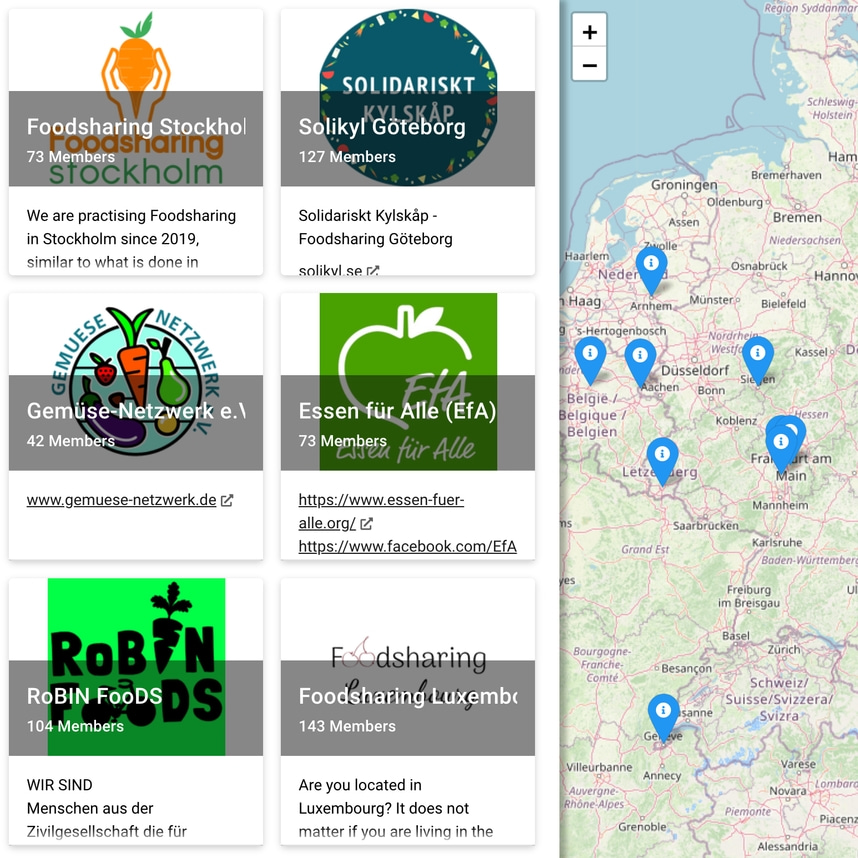 Foodsharing
stockholm
Foodsharing Stockhol
73 Members
We are practising Foodsharing
in Stockholm since 2019,
similar to what is done in
SOLIDARISKT
KYLSKÅP
Solikyl Göteborg
127 Members
Solidariskt Kylskåp -
Foodsharing Göteborg
solikyl.se
GEMUESE NETZWERK e.V.
Gemüse-Netzwerk e.V
42 Members
www.gemuese-netzwerk.de
EfA
Essen für Alle
Essen für Alle (EfA)
73 Members
https://www.essen-fuer-
alle.org/
https://www.facebook.com/EfA
RoBIN
FooDS
RoBIN FooDS
104 Members
WIR SIND
Menschen aus der
Zivilgesellschaft die für
Foodsharing
Luxembourg
Foodsharing Luxembo
143 Members
Are you located in
Luxembourg? It does not
matter if you are living in the
+
−
Region Syddanmar
Schleswig-
Holstein
Ham
Groningen
Bremerhaven
Oldenburg
Bremen
Assen
Niedersachsen
Zwolle
Haarlem
Osnabrück
Hannov
n Haag
Arnhem
Münster
Bielefeld
's-Hertogenbosch
Nordrhein
Westfa
Kassel
Düsseldorf
Aachen
Bonn
Siegen
België /
Belgique /
Belgien
Koblenz
Hessen
Frankfurt am
Main
Mannheim
Saarbrücken
Karlsruhe
Grand Est
Baden-Württemberg
yes
Freiburg
im Breisgau
Ul
Basel
Zürich
Bourgogne-
Franche-
Comté
Besançon
Schweiz/
Suisse/Svizzera/
Svizra
usanne
Genève
Annecy
Villeurbanne
Auvergne-
Rhône-Alpes
Varese
Novara
Grenoble
Piemonte
Piacenz
Alessandria